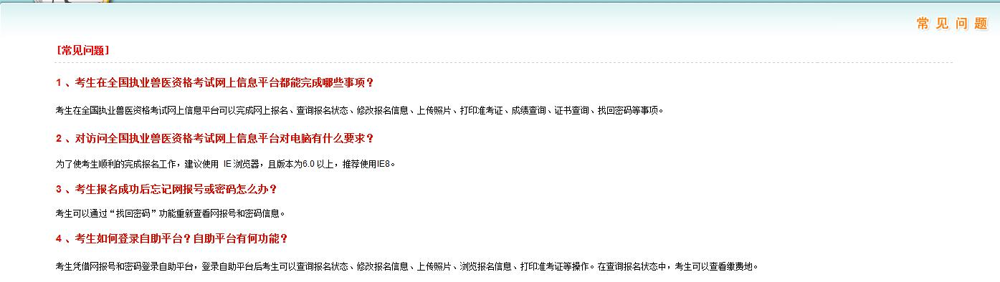 常见问题
[常见问题]
1 、考生在全国执业兽医资格考试网上信息平台都能完成哪些事项？
考生在全国执业兽医资格考试网上信息平台可以完成网上报名、查询报名状态、修改报名信息、上传照片、打印准考证、成绩查询、证书查询、找回密码等事项。
2 、对访问全国执业兽医资格考试网上信息平台对电脑有什么要求？
为了使考生顺利的完成报名工作，建议使用 IE 浏览器，且版本为6.0 以上，推荐使用IE8。
3 、考生报名成功后忘记网报号或密码怎么办？
考生可以通过“找回密码”功能重新查看网报号和密码信息。
4 、考生如何登录自助平台？自助平台有何功能？
考生凭借网报号和密码登录自助平台，登录自助平台后考生可以查询报名状态、修改报名信息、上传照片、浏览报名信息、打印准考证等操作。在查询报名状态中，考生可以查看缴费地。